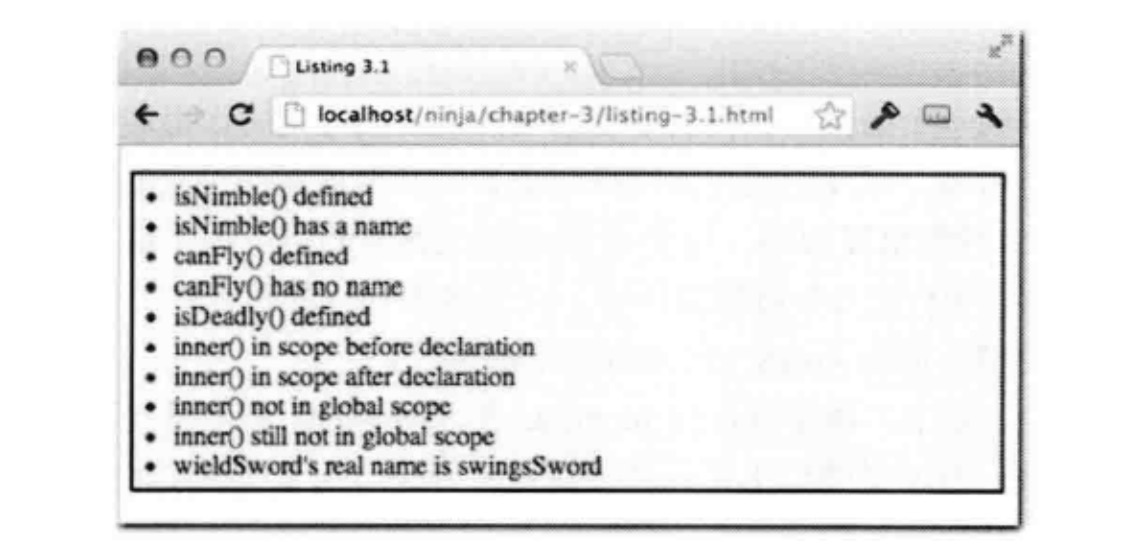 Listing 3.1
localhost/ninja/chapter-3/listing-3.1.html
• isNimble() defined
• isNimble() has a name
• canFly() defined
• canFly() has no name
• isDeadly() defined
• inner() in scope before declaration
• inner() in scope after declaration
• inner() not in global scope
• inner() still not in global scope
• wieldSword's real name is swingsSword